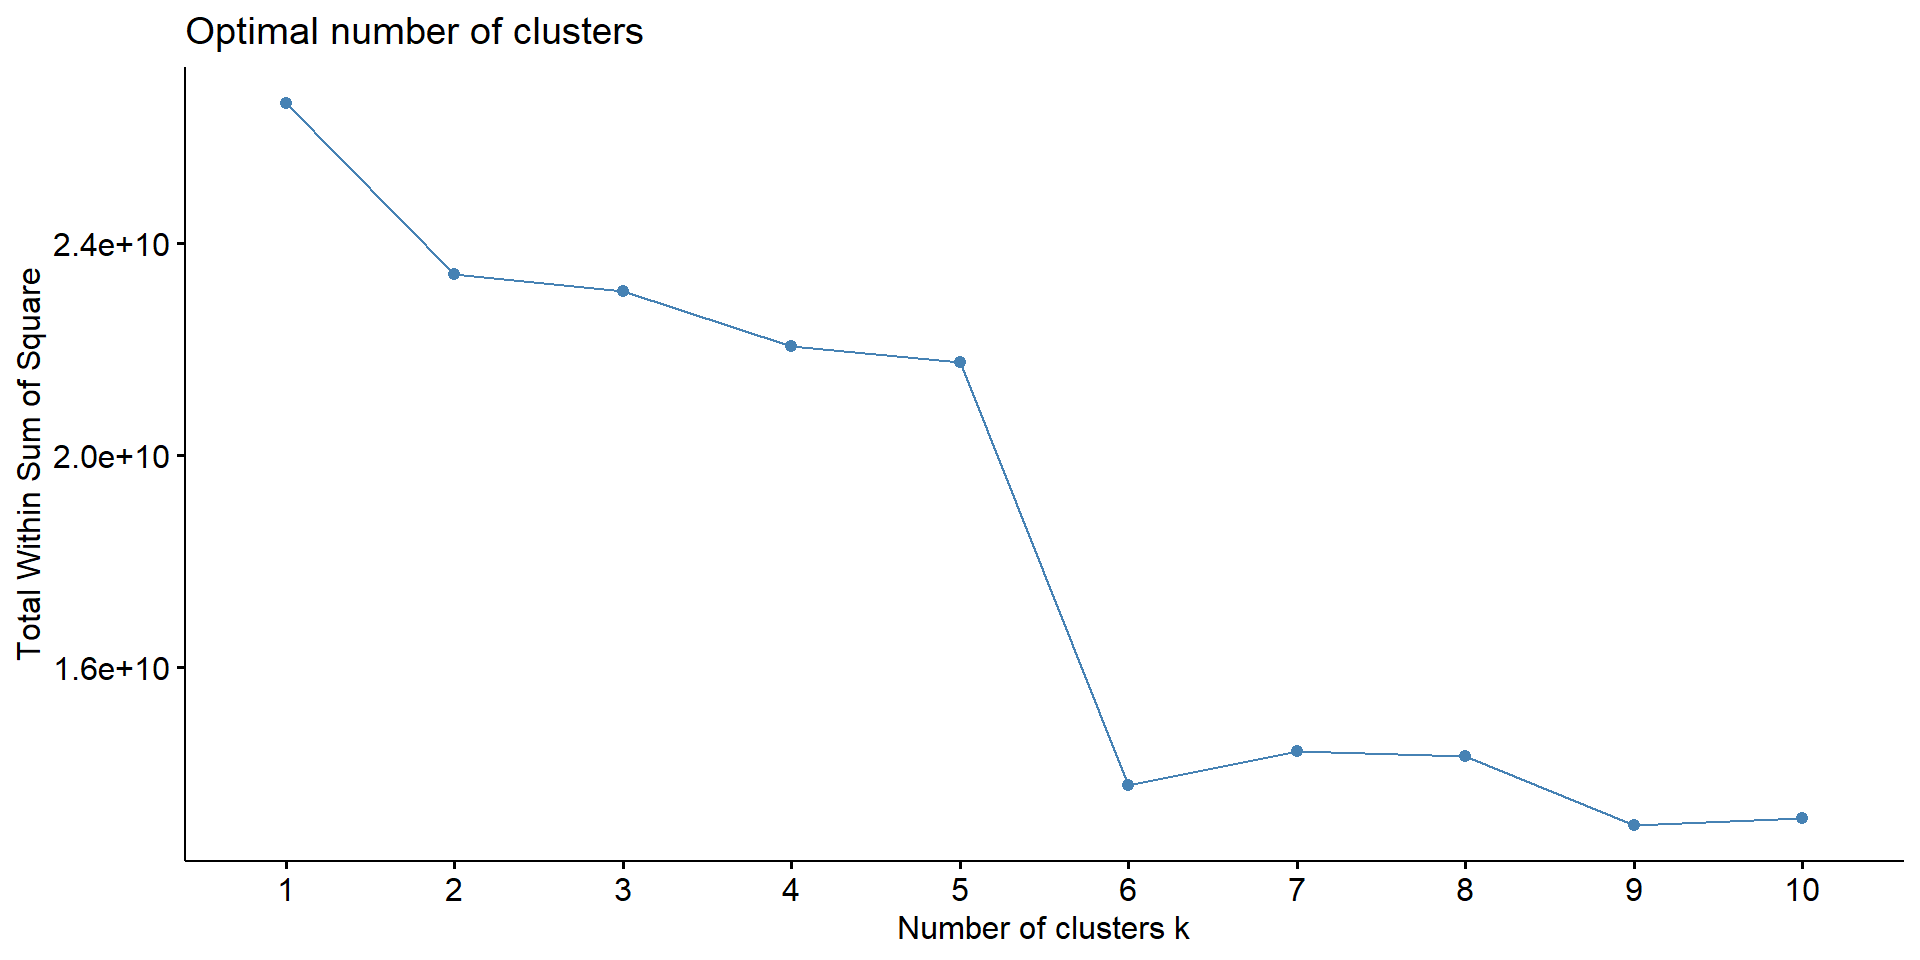 Optimal number of clusters
Total Within Sum of Square
2.4e+10
2.0e+10
1.6e+10
1 2 3 4 5 6 7 8 9 10
Number of clusters k